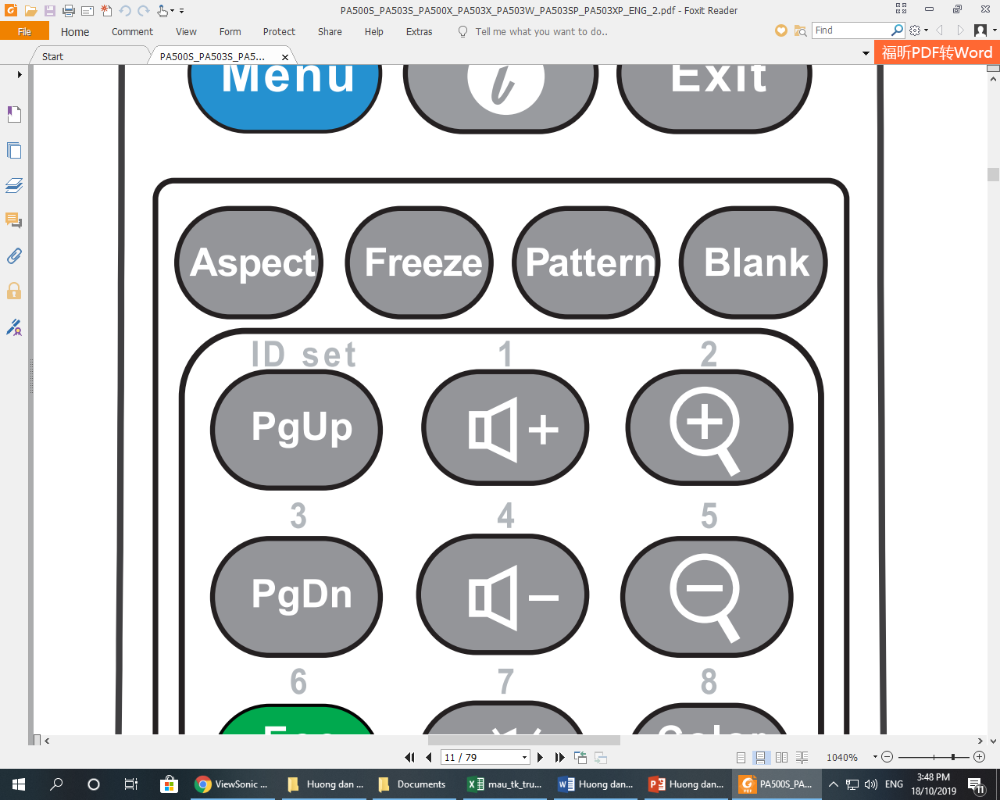 PA500S_PA503S_PA500X_PA503X_PA503W_PA503SP_PA503XP_ENG_2.pdf - Foxit Reader
File Home Comment View Form Protect Share Help Extras Tell me what you want to do.. Find
Start PA500S_PA503S_PA5... 福昕PDF转Word
Menu i Exit
Aspect Freeze Pattern Blank
ID set 1 2
PgUp
3 4 5
PgDn
6 7 8
11 / 79 1040%
ViewSonic ... Huong dan ... Documents mau_tk_tru... Huong dan... Huong dan... PA500S_PA... ENG 3:48 PM
18/10/2019 11